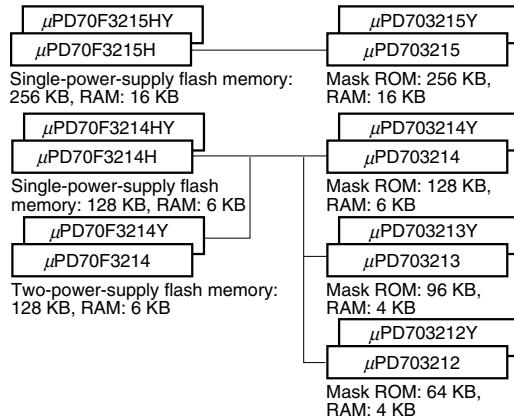 μPD70F3215HY
μPD70F3215H
Single-power-supply flash memory:
256 KB, RAM: 16 KB
μPD703215Y
μPD703215
Mask ROM: 256 KB,
RAM: 16 KB
μPD70F3214HY
μPD70F3214H
Single-power-supply flash
memory: 128 KB, RAM: 6 KB
μPD703214Y
μPD703214
Mask ROM: 128 KB,
RAM: 6 KB
μPD70F3214Y
μPD70F3214
Two-power-supply flash memory:
128 KB, RAM: 6 KB
μPD703213Y
μPD703213
Mask ROM: 96 KB,
RAM: 4 KB
μPD703212Y
μPD703212
Mask ROM: 64 KB,
RAM: 4 KB